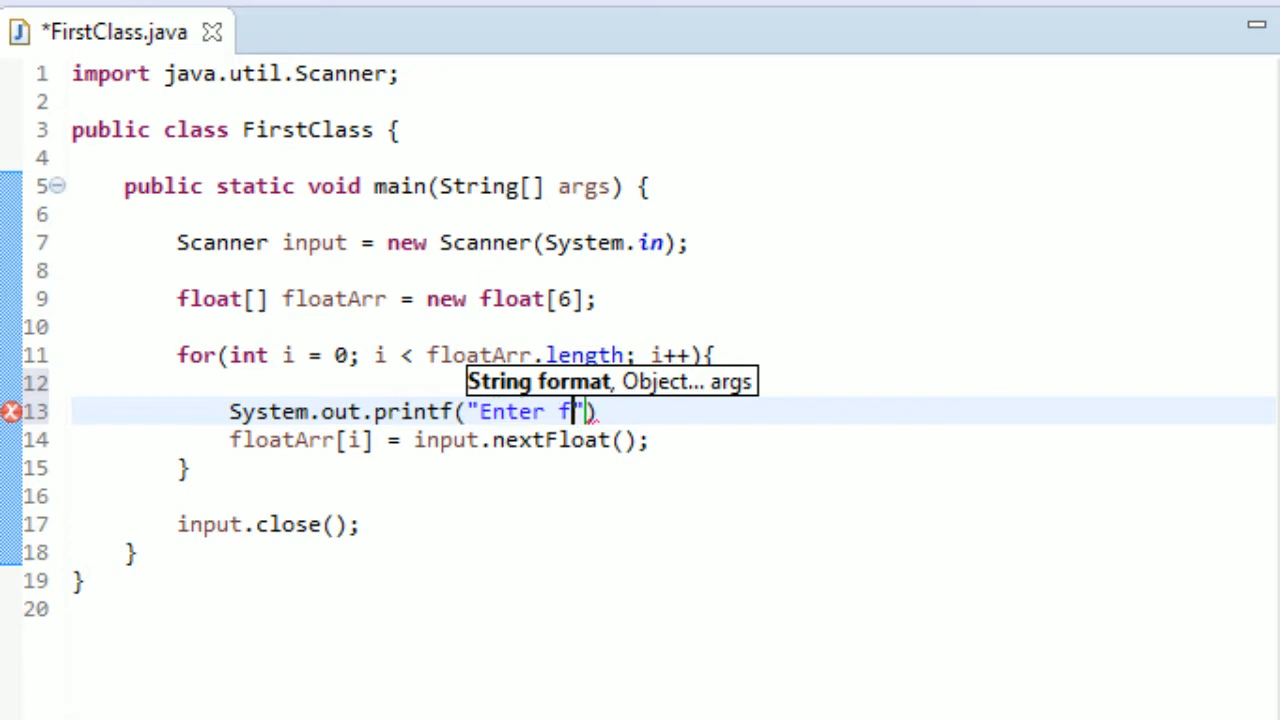 *FirstClass.java
1 import java.util.Scanner;
2
3 public class FirstClass {
4
5 public static void main(String[] args) {
6
7 Scanner input = new Scanner(System.in);
8
9 float[] floatArr = new float[6];
10
11 for(int i = 0; i < floatArr.length; i++){
12
String format, Object... args
13 System.out.printf("Enter f")
14 floatArr[i] = input.nextFloat();
15 }
16
17 input.close();
18 }
19 }
20